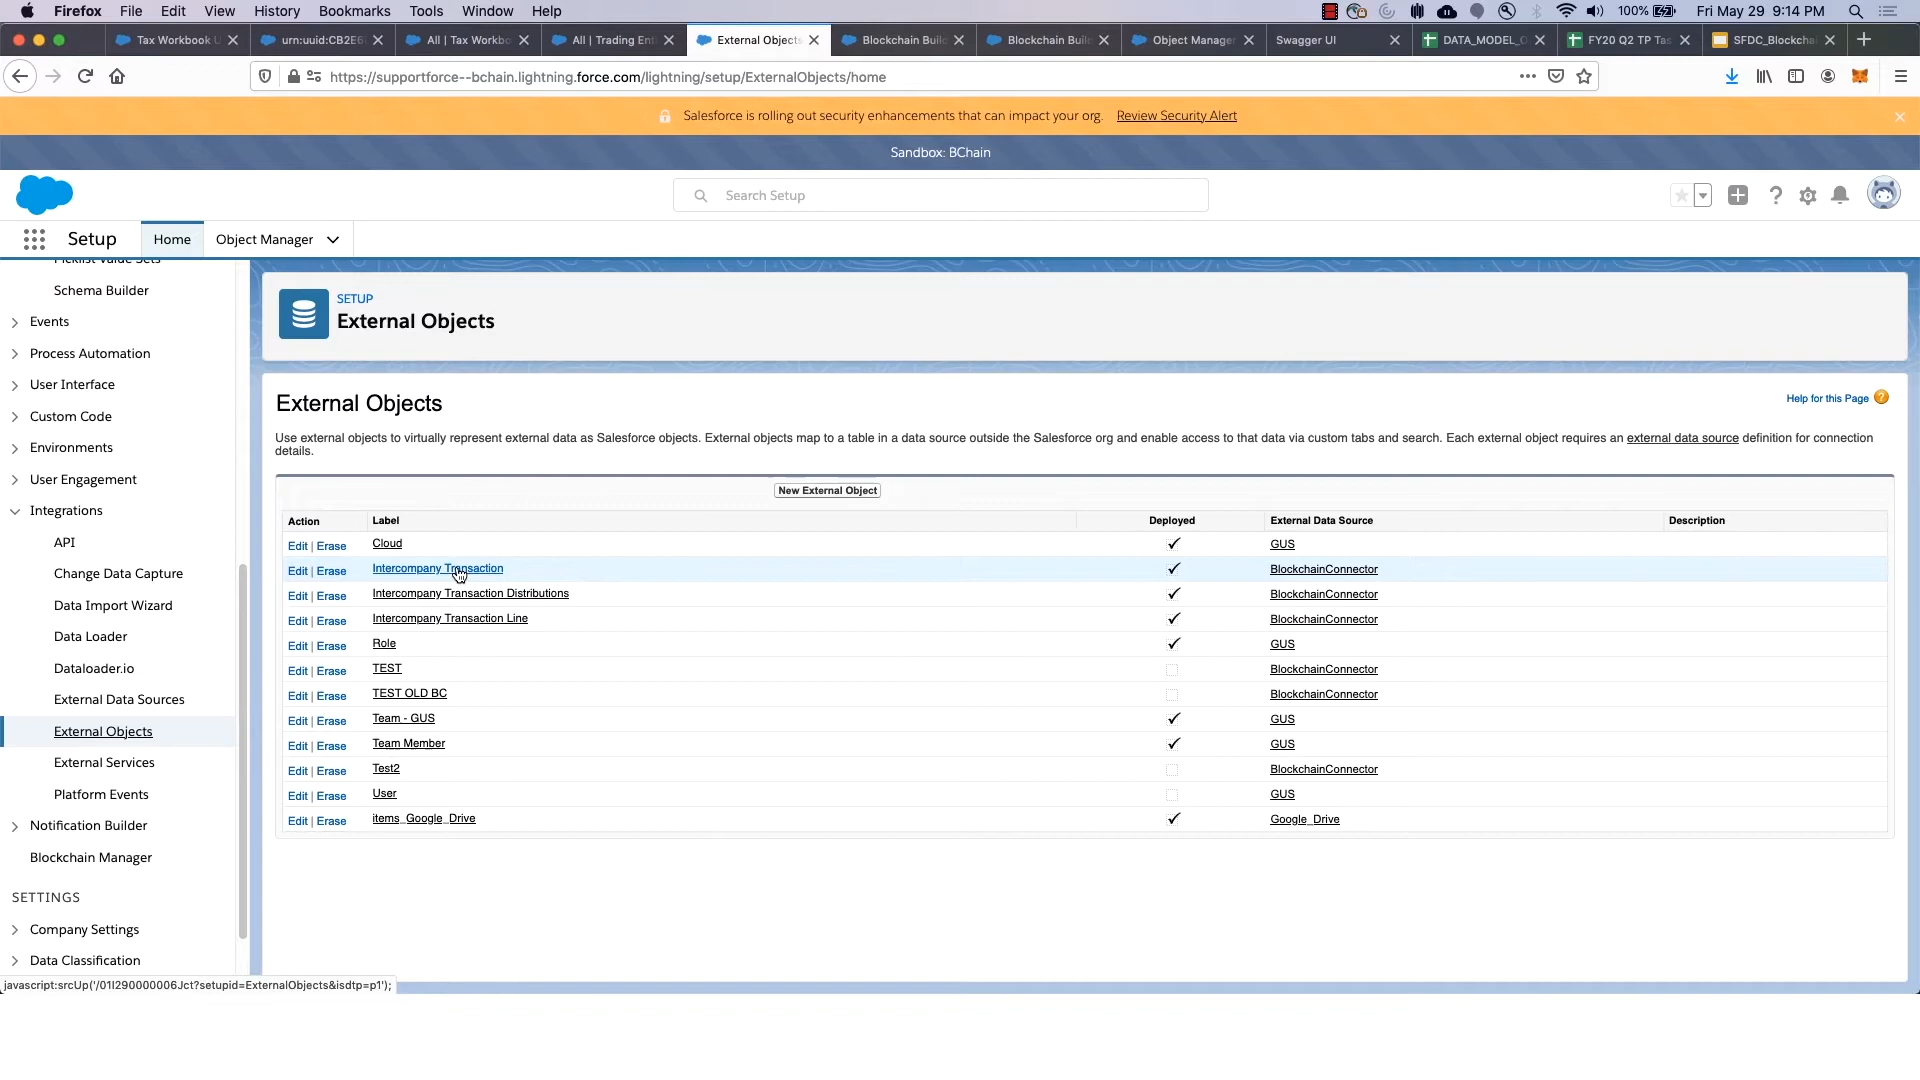 Firefox File Edit View History Bookmarks Tools Window Help 100% Fri May 29 9:14 PM
Tax Workbook U All | Tax Workbo All | Trading Ent External Objects Blockchain Buil Blockchain Buil Object Manager Swagger UI DATA_MODEL_ FY20 Q2 TP Tas SFDC_Blockcha
urn:uuid:CB2E6
https://supportforce--bchain.lightning.force.com/lightning/setup/ExternalObjects/home
Salesforce is rolling out security enhancements that can impact your org. Review Security Alert
Sandbox: BChain
Search Setup
Setup Home Object Manager
Picklist Value Sets
Schema Builder
Events
Process Automation
User Interface
Custom Code
Environments
User Engagement
Integrations
API
Change Data Capture
Data Import Wizard
Data Loader
Dataloader.io
External Data Sources
External Objects
External Services
Platform Events
Notification Builder
Blockchain Manager
SETTINGS
Company Settings
Data Classification
SETUP
External Objects
External Objects
Help for this Page ?
Use external objects to virtually represent external data as Salesforce objects. External objects map to a table in a data source outside the Salesforce org and enable access to that data via custom tabs and search. Each external object requires an external data source definition for connection
details.
New External Object
Action Label Deployed External Data Source Description
Edit | Erase Cloud GUS
Edit | Erase Intercompany Transaction BlockchainConnector
Edit | Erase Intercompany Transaction Distributions BlockchainConnector
Edit | Erase Intercompany Transaction Line BlockchainConnector
Edit | Erase Role GUS
Edit | Erase TEST BlockchainConnector
Edit | Erase TEST OLD BC BlockchainConnector
Edit | Erase Team - GUS GUS
Edit | Erase Team Member GUS
Edit | Erase Test2 BlockchainConnector
Edit | Erase User GUS
Edit | Erase items_Google_Drive Google_Drive
javascript:srcUp('/01I290000006Jct?setupid=ExternalObjects&isdtp=p1');